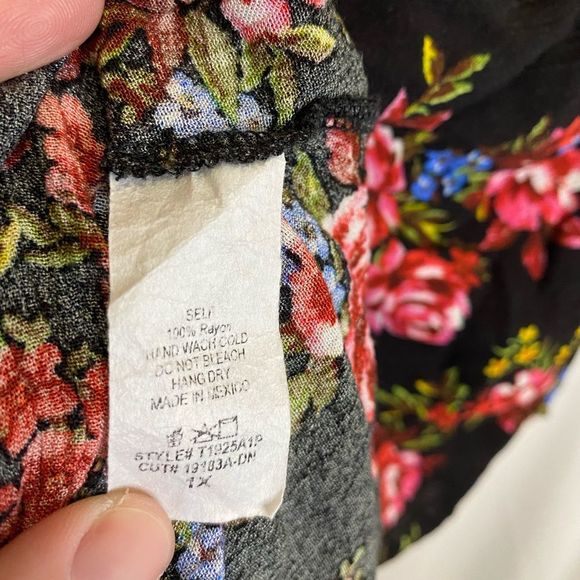 SELF
100% Rayon
HAND WACH COLD
DO NOT BLEACH
HANG DRY
MADE IN MEXICO
STYLE# T1925A1P
CUT# 19183A-DN
1X